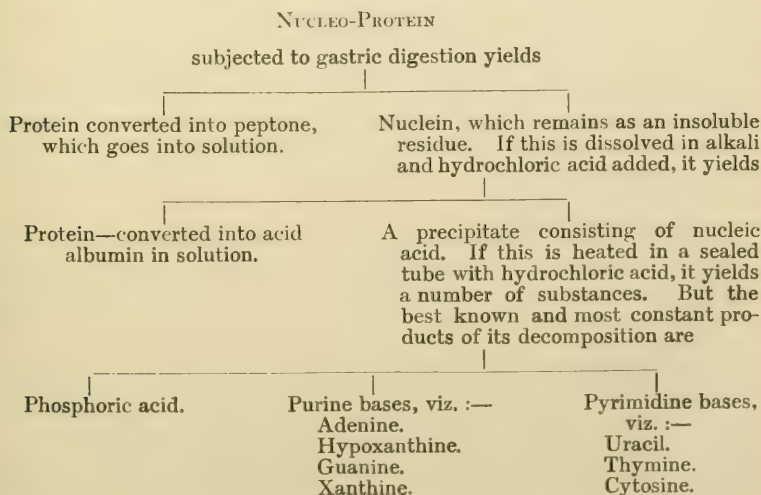 NUCLEO-PROTEIN
subjected to gastric digestion yields
Protein converted into peptone,
which goes into solution.
Nuclein, which remains as an insoluble
residue. If this is dissolved in alkali
and hydrochloric acid added, it yields
Protein—converted into acid
albumin in solution.
A precipitate consisting of nucleic
acid. If this is heated in a sealed
tube with hydrochloric acid, it yields
a number of substances. But the
best known and most constant pro-
ducts of its decomposition are
Phosphoric acid.
Purine bases, viz. :—
Adenine.
Hypoxanthine.
Guanine.
Xanthine.
Pyrimidine bases,
viz. :—
Uracil.
Thymine.
Cytosine.